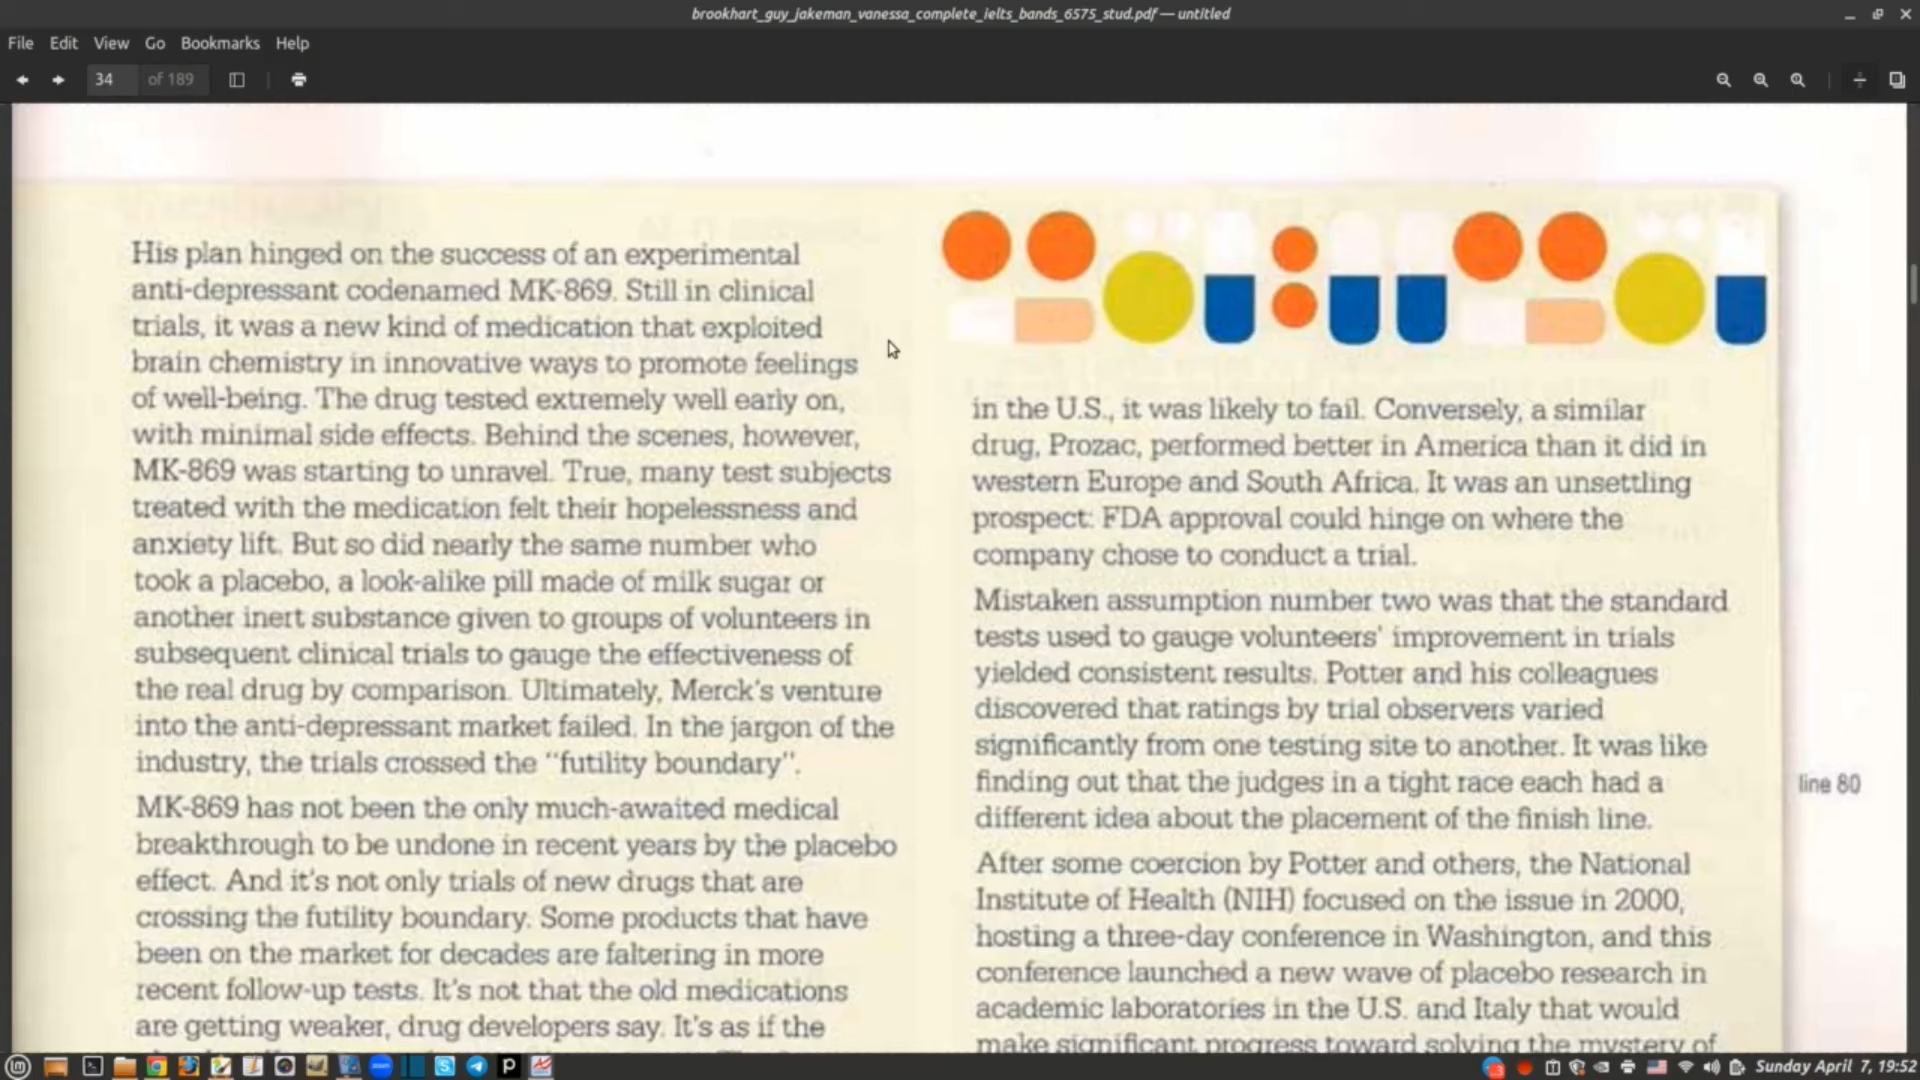 brookhart_guy_jakeman_vanessa_complete_ielts_bands_6575_stud.pdf — untitled
File Edit View Go Bookmarks Help
34 of 189
His plan hinged on the success of an experimental
anti-depressant codenamed MK-869. Still in clinical
trials, it was a new kind of medication that exploited
brain chemistry in innovative ways to promote feelings
of well-being. The drug tested extremely well early on,
with minimal side effects. Behind the scenes, however,
MK-869 was starting to unravel. True, many test subjects
treated with the medication felt their hopelessness and
anxiety lift. But so did nearly the same number who
took a placebo, a look-alike pill made of milk sugar or
another inert substance given to groups of volunteers in
subsequent clinical trials to gauge the effectiveness of
the real drug by comparison. Ultimately, Merck's venture
into the anti-depressant market failed. In the jargon of the
industry, the trials crossed the "futility boundary".
MK-869 has not been the only much-awaited medical
breakthrough to be undone in recent years by the placebo
effect. And it's not only trials of new drugs that are
crossing the futility boundary. Some products that have
been on the market for decades are faltering in more
recent follow-up tests. It's not that the old medications
are getting weaker, drug developers say. It's as if the
in the U.S., it was likely to fail. Conversely, a similar
drug, Prozac, performed better in America than it did in
western Europe and South Africa. It was an unsettling
prospect: FDA approval could hinge on where the
company chose to conduct a trial.
Mistaken assumption number two was that the standard
tests used to gauge volunteers' improvement in trials
yielded consistent results. Potter and his colleagues
discovered that ratings by trial observers varied
significantly from one testing site to another. It was like
finding out that the judges in a tight race each had a
line 80
different idea about the placement of the finish line.
After some coercion by Potter and others, the National
Institute of Health (NIH) focused on the issue in 2000,
hosting a three-day conference in Washington, and this
conference launched a new wave of placebo research in
academic laboratories in the U.S. and Italy that would
make significant progress toward solving the mystery of
Sunday April 7, 19:52